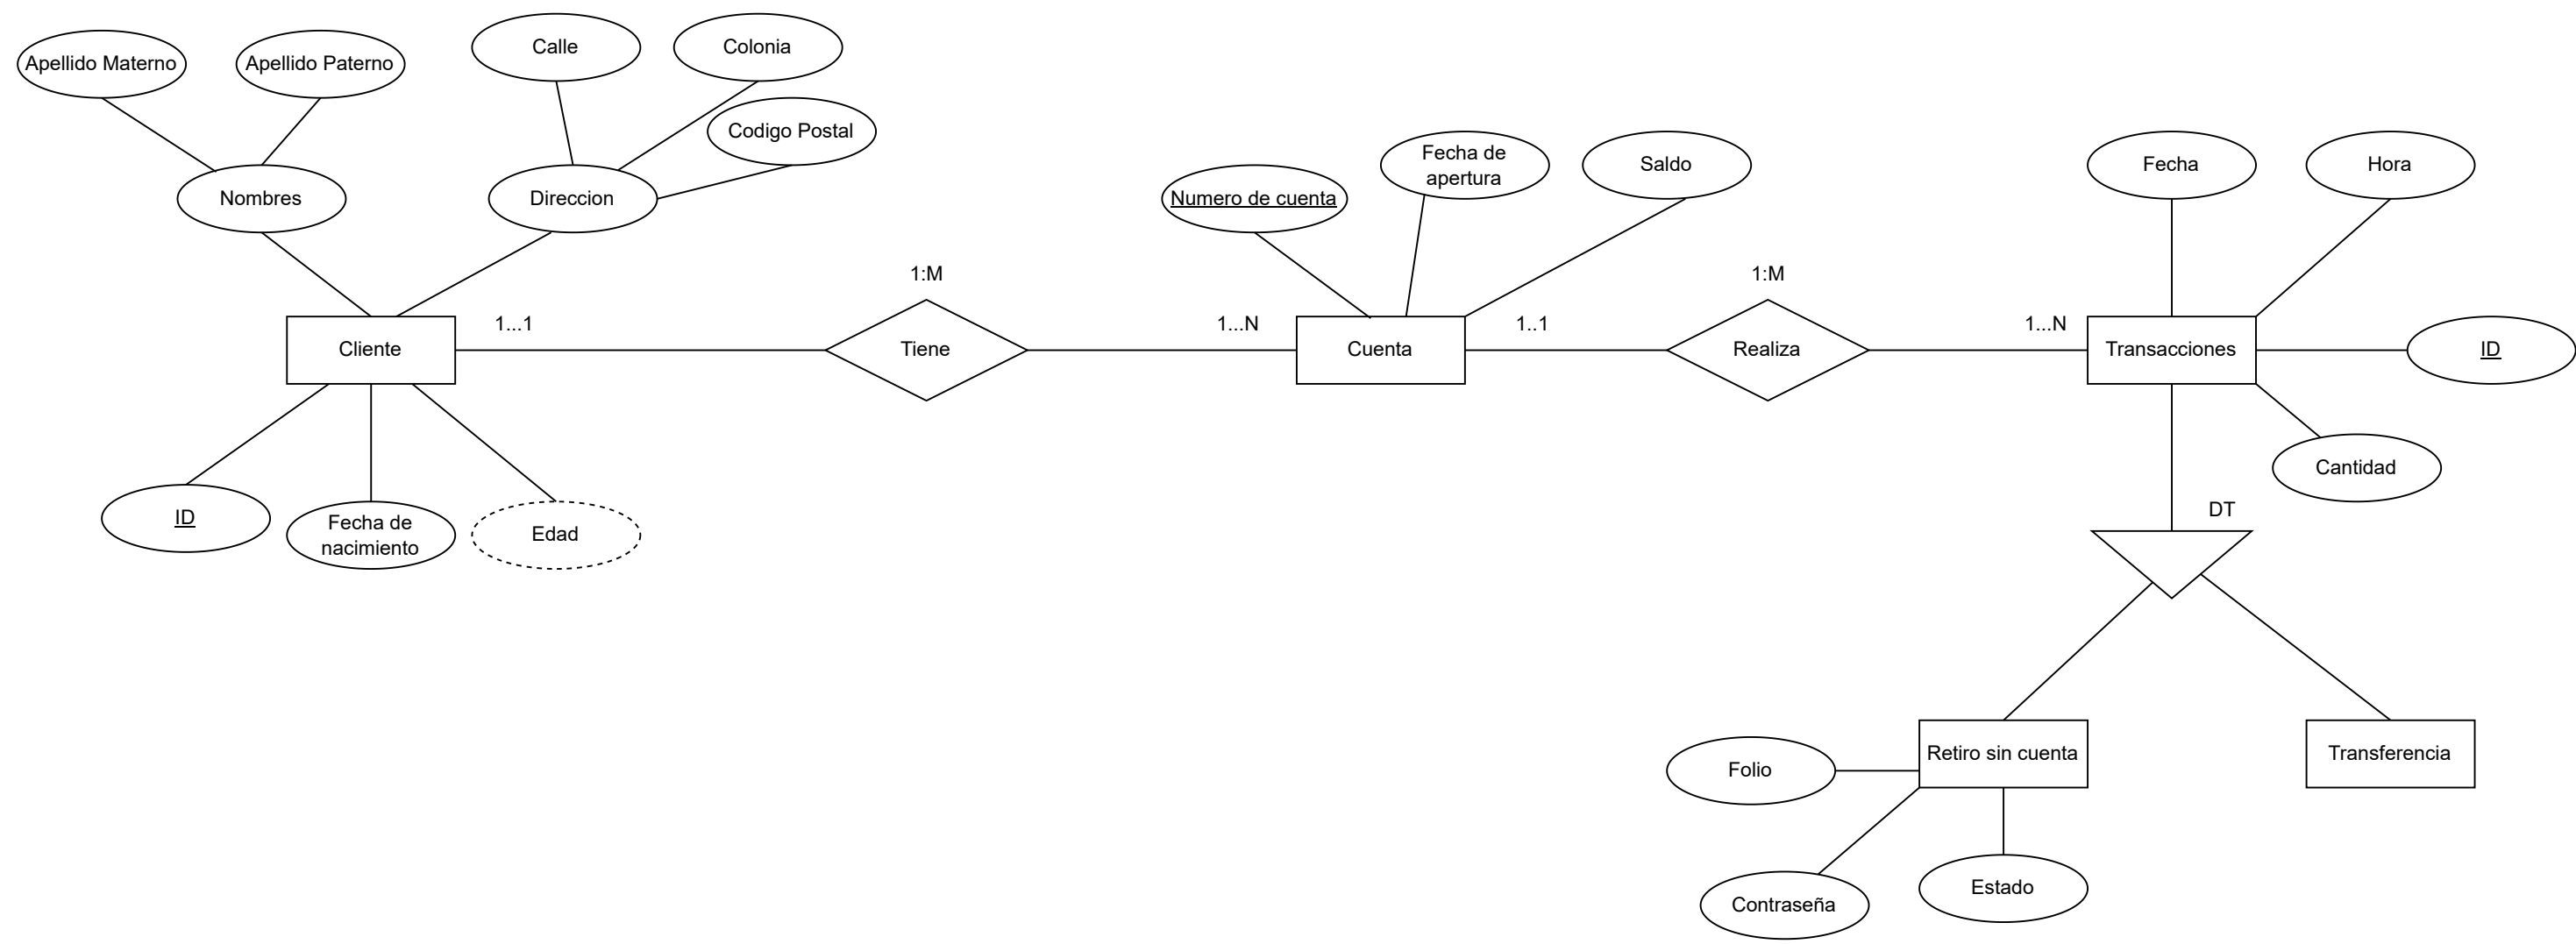 Calle
Colonia
Apellido Materno
Apellido Paterno
Codigo Postal
Nombres
Direccion
Numero de cuenta
Fecha de
apertura
Saldo
Fecha
Hora
1:M
1:M
1...1
1...N
1..1
1...N
Cliente
Tiene
Cuenta
Realiza
Transacciones
ID
Cantidad
ID
Fecha de
nacimiento
Edad
DT
Retiro sin cuenta
Transferencia
Folio
Contraseña
Estado